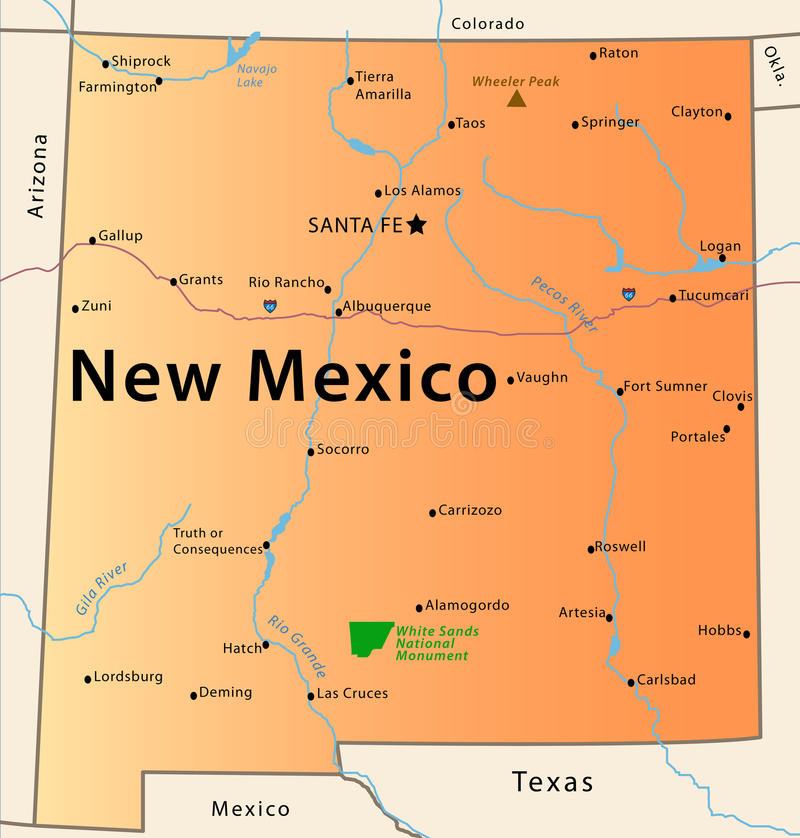 Colorado
Okla.
Arizona
Shiprock
Farmington
Navajo
Lake
Tierra
Amarilla
Wheeler Peak
Raton
Taos
Springer
Clayton
Los Alamos
SANTA FE
Gallup
Grants
Rio Rancho
Logan
Zuni
66
Albuquerque
Pecos River
66
Tucumcari
New Mexico
Vaughn
Fort Sumner
Clovis
Portales
dreamstime
Socorro
Carrizozo
Truth or
Consequences
Roswell
Gila River
Alamogordo
Artesia
White Sands
National
Monument
Hobbs
Rio Grande
Hatch
Lordsburg
Deming
Las Cruces
Carlsbad
Texas
Mexico